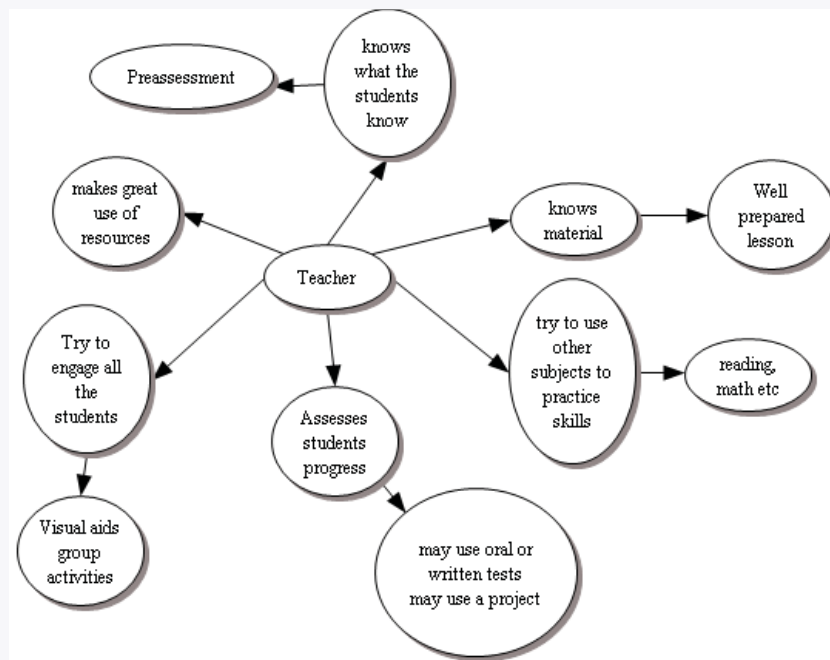 knows
what the
students
know
Preassessment
makes great
use of
resources
knows
material
Well
prepared
lesson
Teacher
Try to
engage all
the
students
try to use
other
subjects to
practice
skills
reading,
math etc
Assesses
students
progress
Visual aids
group
activities
may use oral or
written tests
may use a project